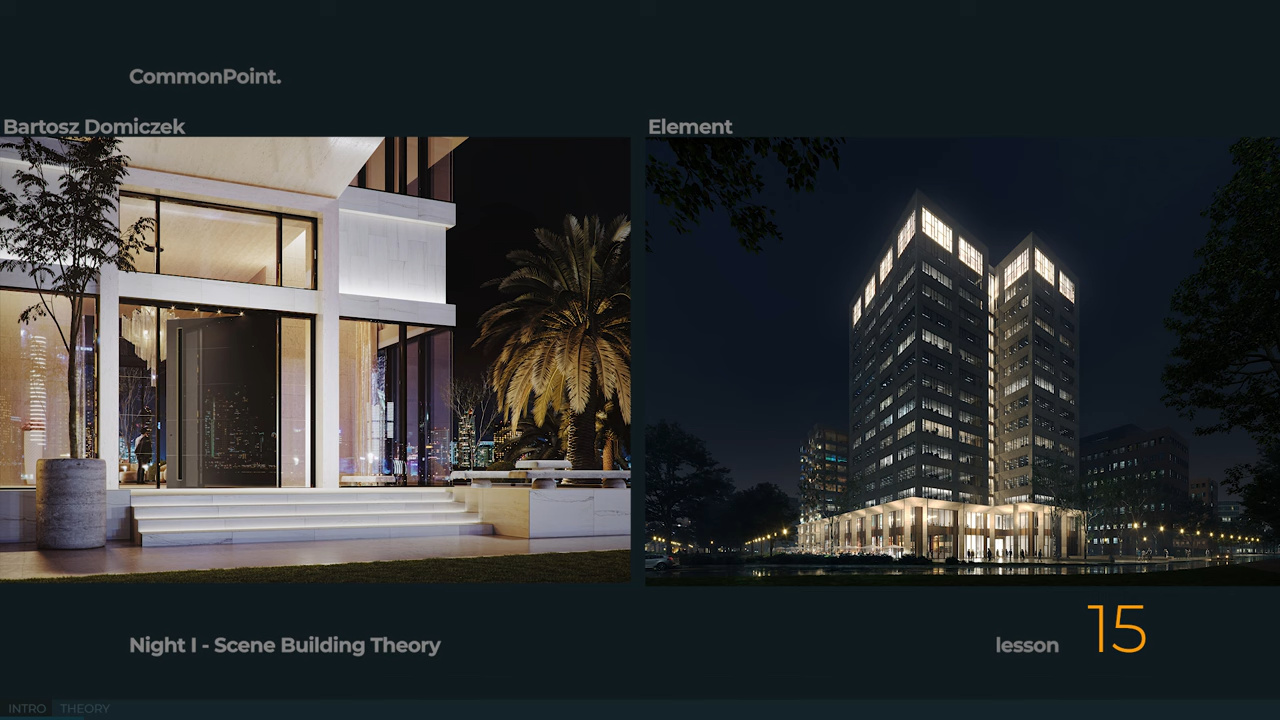 CommonPoint.
Bartosz Domiczek
Element
Night I - Scene Building Theory
lesson 15
INTRO THEORY